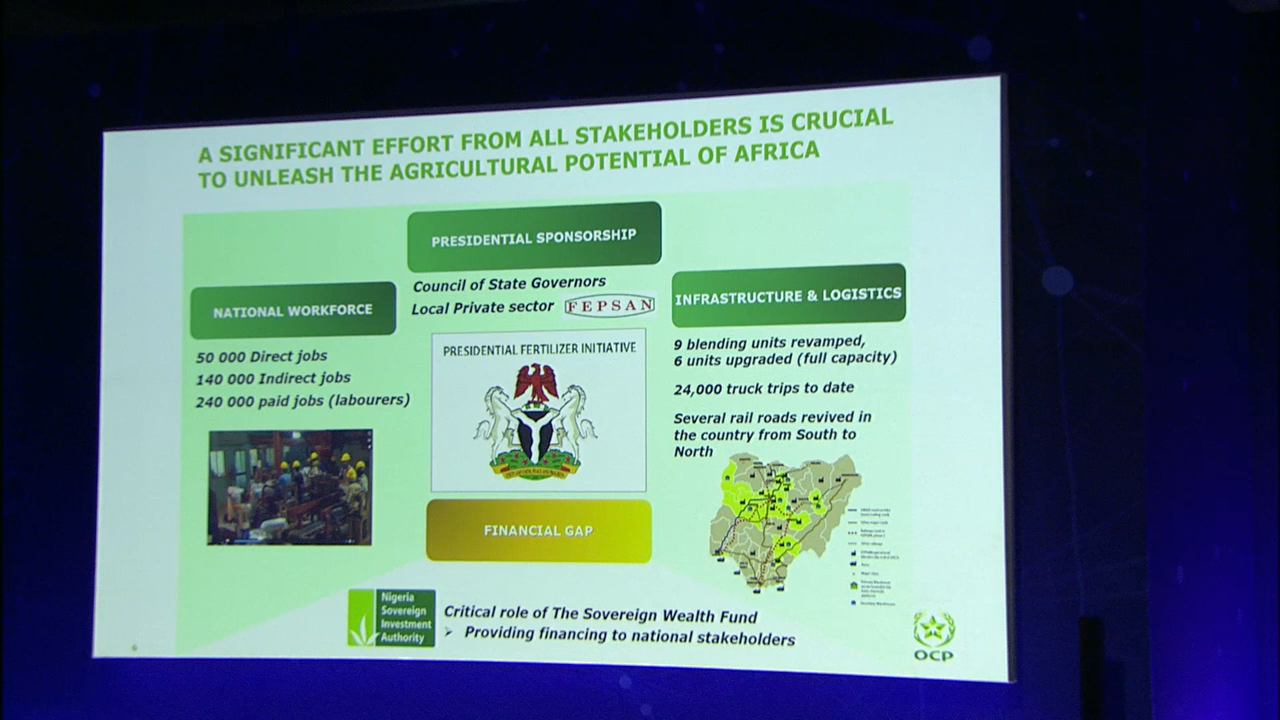 A SIGNIFICANT EFFORT FROM ALL STAKEHOLDERS IS CRUCIAL
TO UNLEASH THE AGRICULTURAL POTENTIAL OF AFRICA
PRESIDENTIAL SPONSORSHIP
Council of State Governors
Local Private sector FEPSAN
PRESIDENTIAL FERTILIZER INITIATIVE
NATIONAL WORKFORCE
50 000 Direct jobs
140 000 Indirect jobs
240 000 paid jobs (labourers)
INFRASTRUCTURE & LOGISTICS
9 blending units revamped,
6 units upgraded (full capacity)
24,000 truck trips to date
Several rail roads revived in
the country from South to
North
FINANCIAL GAP
Nigeria
Sovereign
Investment
Authority
Critical role of The Sovereign Wealth Fund
➢ Providing financing to national stakeholders
OCP
6